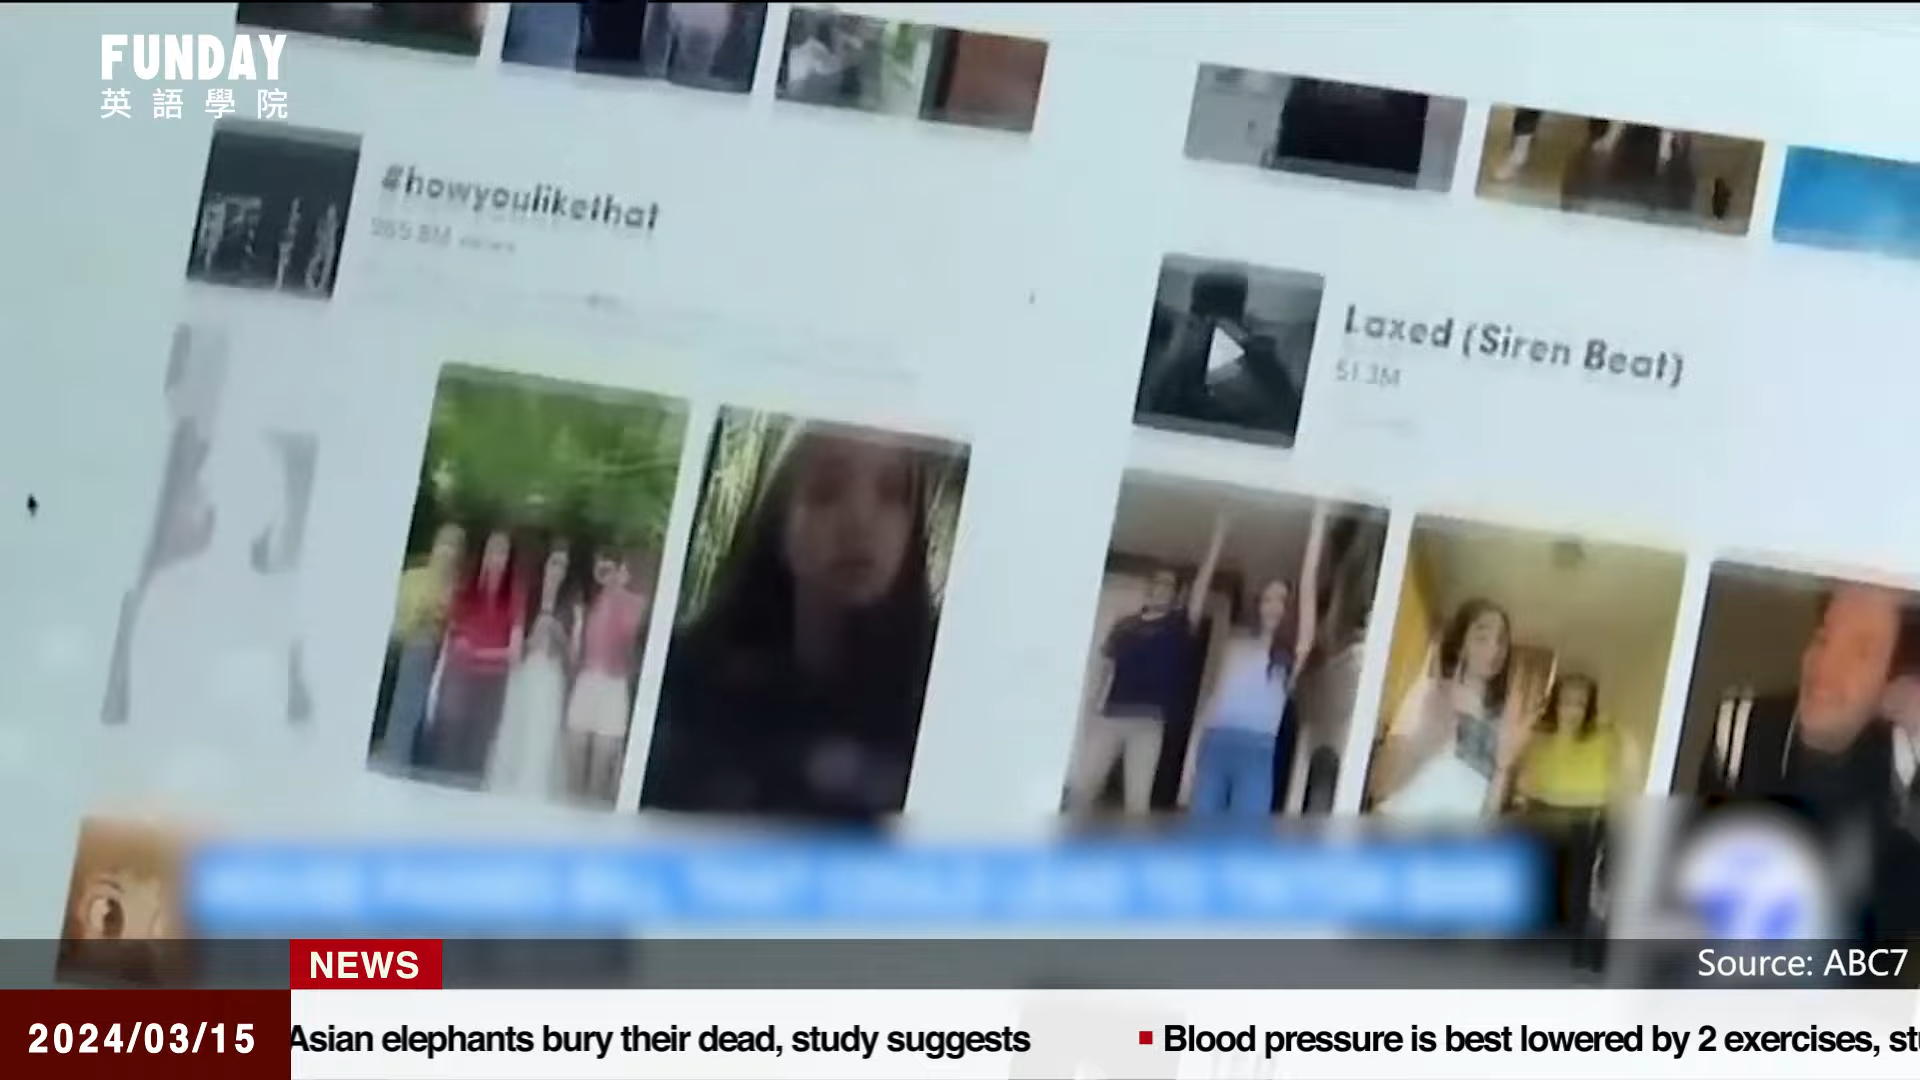 FUNDAY
英語學院
#howyoulikethat
Laxed (Siren Beat)
51.3M
NEWS
Source: ABC7
2024/03/15
Asian elephants bury their dead, study suggests
Blood pressure is best lowered by 2 exercises,